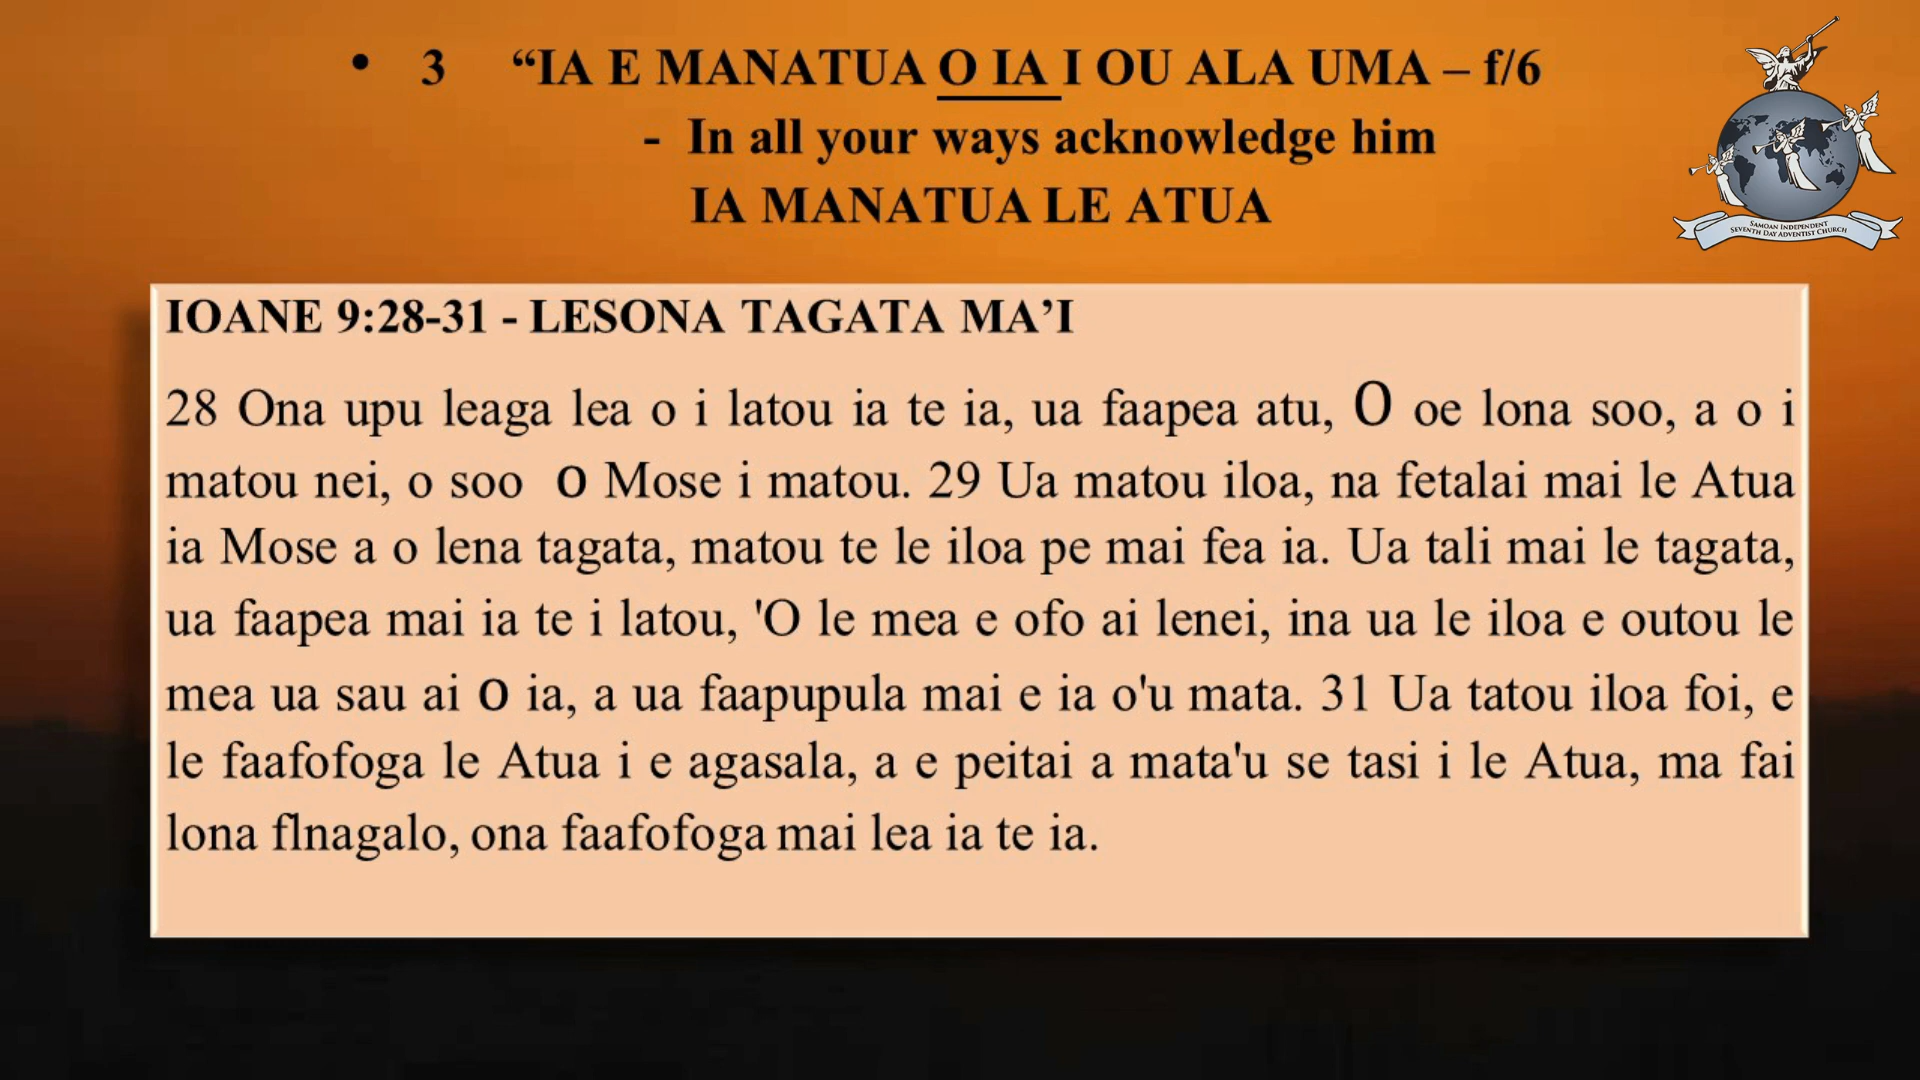 • 3 “IA E MANATUA O IA I OU ALA UMA – f/6
- In all your ways acknowledge him
IA MANATUA LE ATUA
SAMOAN INDEPENDENT
SEVENTH DAY ADVENTIST CHURCH
IOANE 9:28-31 - LESONA TAGATA MA’I
28 Ona upu leaga lea o i latou ia te ia, ua faapea atu, O oe lona soo, a o i
matou nei, o soo o Mose i matou. 29 Ua matou iloa, na fetalai mai le Atua
ia Mose a o lena tagata, matou te le iloa pe mai fea ia. Ua tali mai le tagata,
ua faapea mai ia te i latou, 'O le mea e ofo ai lenei, ina ua le iloa e outou le
mea ua sau ai o ia, a ua faapupula mai e ia o'u mata. 31 Ua tatou iloa foi, e
le faafofoga le Atua i e agasala, a e peitai a mata'u se tasi i le Atua, ma fai
lona flnagalo, ona faafofoga mai lea ia te ia.